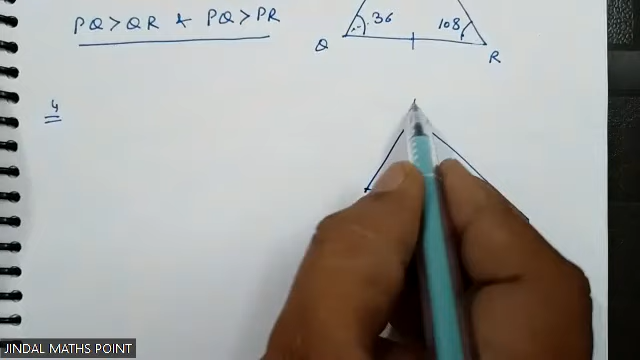 PQ > QR & PQ > PR
36
108
Q
R
4
JINDAL MATHS POINT